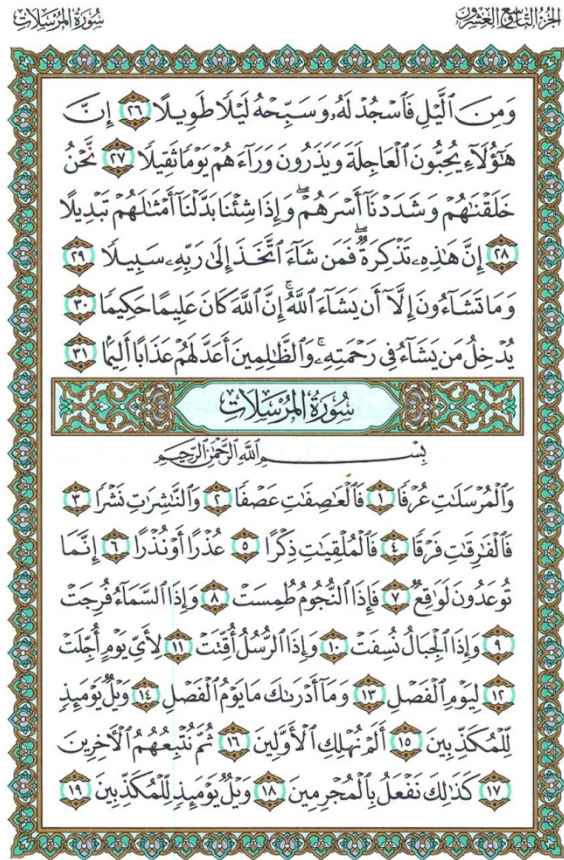 الجزء التاسع والعشرون
سورة المرسلات
وَمِنَ ٱلَّيْلِ فَٱسْجُدْ لَهُۥ وَسَبِّحْهُ لَيْلًا طَوِيلًا ٢٦ إِنَّ
هَٰٓؤُلَآءِ يُحِبُّونَ ٱلْعَاجِلَةَ وَيَذَرُونَ وَرَآءَهُمْ يَوْمًا ثَقِيلًا ٢٧ نَّحْنُ
خَلَقْنَٰهُمْ وَشَدَدْنَآ أَسْرَهُمْ ۖ وَإِذَا شِئْنَا بَدَّلْنَآ أَمْثَٰلَهُمْ تَبْدِيلًا
٢٨ إِنَّ هَٰذِهِۦ تَذْكِرَةٌ ۖ فَمَن شَآءَ ٱتَّخَذَ إِلَىٰ رَبِّهِۦ سَبِيلًا ٢٩
وَمَا تَشَآءُونَ إِلَّآ أَن يَشَآءَ ٱللَّهُ ۚ إِنَّ ٱللَّهَ كَانَ عَلِيمًا حَكِيمًا ٣٠
يُدْخِلُ مَن يَشَآءُ فِى رَحْمَتِهِۦ ۚ وَٱلظَّٰلِمِينَ أَعَدَّ لَهُمْ عَذَابًا أَلِيمًۢا ٣١
سورة المرسلات
بِسْمِ ٱللَّهِ ٱلرَّحْمَٰنِ ٱلرَّحِيمِ
وَٱلْمُرْسَلَٰتِ عُرْفًا ١ فَٱلْعَٰصِفَٰتِ عَصْفًا ٢ وَٱلنَّٰشِرَٰتِ نَشْرًا ٣
فَٱلْفَٰرِقَٰتِ فَرْقًا ٤ فَٱلْمُلْقِيَٰتِ ذِكْرًا ٥ عُذْرًا أَوْ نُذْرًا ٦ إِنَّمَا
تُوعَدُونَ لَوَٰقِعٌ ٧ فَإِذَا ٱلنُّجُومُ طُمِسَتْ ٨ وَإِذَا ٱلسَّمَآءُ فُرِجَتْ
٩ وَإِذَا ٱلْجِبَالُ نُسِفَتْ ١٠ وَإِذَا ٱلرُّسُلُ أُقِّتَتْ ١١ لِأَىِّ يَوْمٍ أُجِّلَتْ
١٢ لِيَوْمِ ٱلْفَصْلِ ١٣ وَمَآ أَدْرَىٰكَ مَا يَوْمُ ٱلْفَصْلِ ١٤ وَيْلٌ يَوْمَئِذٍ
لِّلْمُكَذِّبِينَ ١٥ أَلَمْ نُهْلِكِ ٱلْأَوَّلِينَ ١٦ ثُمَّ نُتْبِعُهُمُ ٱلْءَاخِرِينَ
١٧ كَذَٰلِكَ نَفْعَلُ بِٱلْمُجْرِمِينَ ١٨ وَيْلٌ يَوْمَئِذٍ لِّلْمُكَذِّبِينَ ١٩